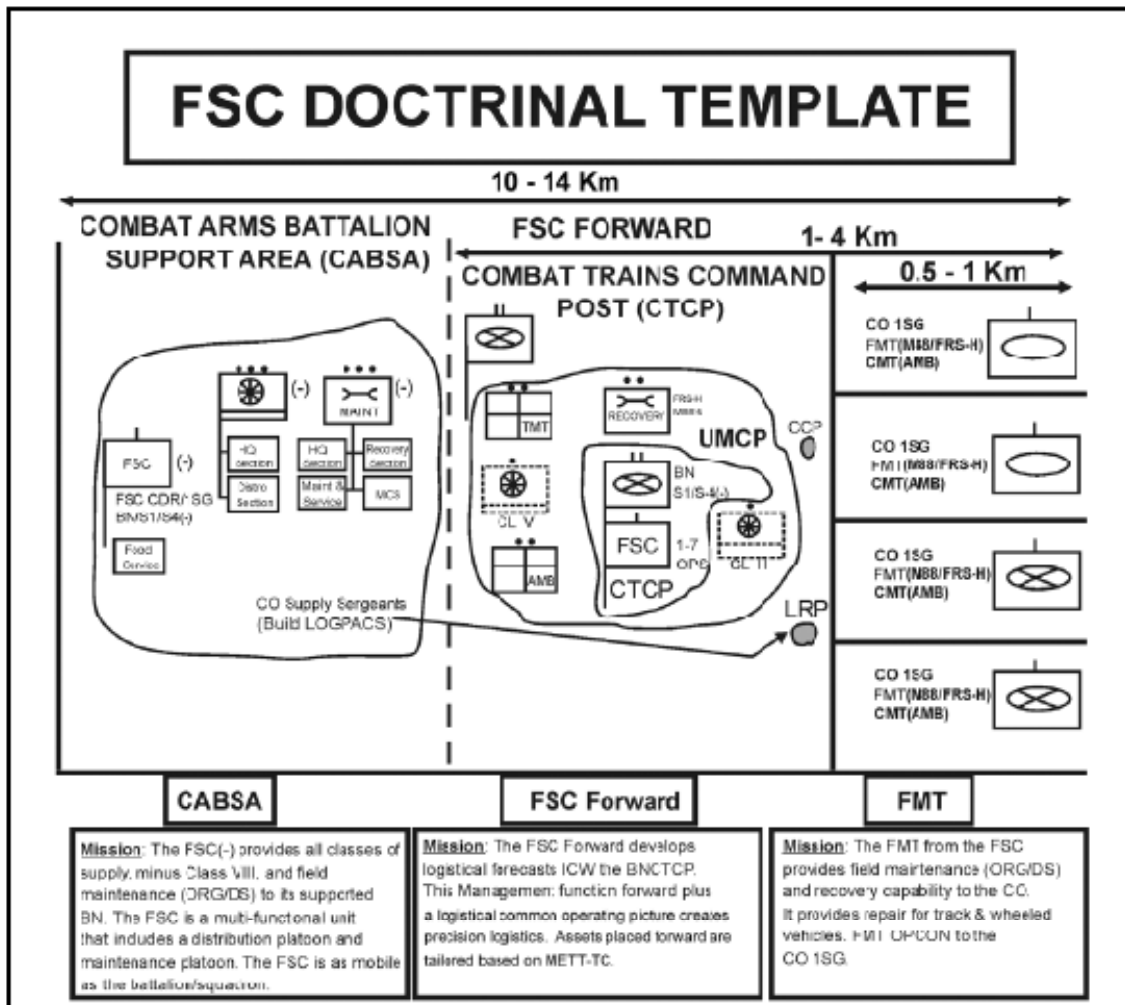 FSC DOCTRINAL TEMPLATE
10 - 14 Km
COMBAT ARMS BATTALION
SUPPORT AREA (CABSA)
FSC FORWARD
1- 4 Km
COMBAT TRAINS COMMAND
POST (CTCP)
0.5 - 1 Km
(-)
(-)
MAINT
FSC
(-)
HQ
Section
HQ
Section
Recovery
Section
Distro
Section
Maint &
Service
MCS
FSC CDR/1SG
BN/S1/S4(-)
Food
Service
CO Supply Sergeants
(Build LOGPACS)
TMT
RECOVERY
FRS-H
UMCP
CCP
BN
S1/S-4(-)
CL V
FSC
1-7
AMB
CTCP
LRP
CO 1SG
FMT(M88/FRS-H)
CMT(AMB)
CO 1SG
FMT(M88/FRS-H)
CMT(AMB)
CO 1SG
FMT(N88/FRS-H)
CMT(AMB)
CO 1SG
FMT(N88/FRS-H)
CMT(AMB)
CABSA
FSC Forward
FMT
Mission: The FSC(-) provides all classes of
supply, minus Class VIII, and field
maintenance (ORG/DS) to its supported
BN. The FSC is a multi-functional unit
that includes a distribution platoon and
maintenance platoon. The FSC is as mobile
as the battalion/squadron.
Mission: The FSC Forward develops
logistical forecasts ICW the BNCTCP.
This Management function forward plus
a logistical common operating picture creates
precision logistics. Assets placed forward are
tailored based on METT-TC.
Mission: The FMT from the FSC
provides field maintenance (ORG/DS)
and recovery capability to the CO.
It provides repair for track & wheeled
vehicles. FMT OPCON to the
CO 1SG.